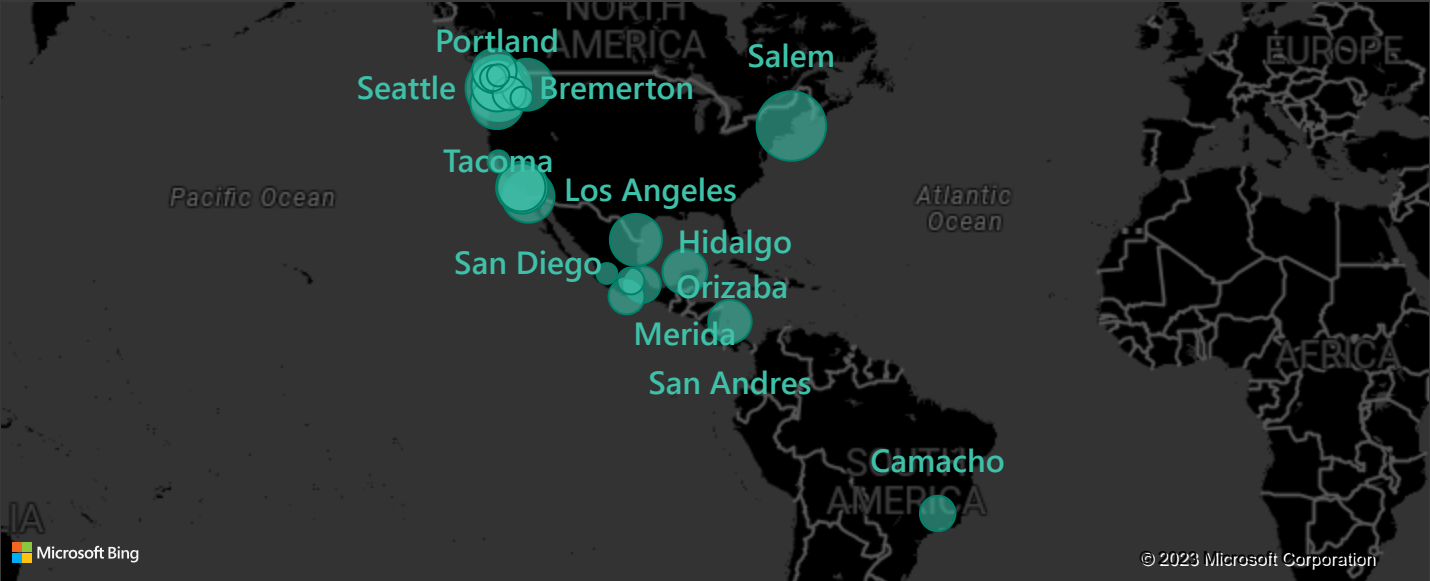 NORTH
AMERICA
Portland
Salem
EUROPE
Seattle
Bremerton
Tacoma
Los Angeles
Pacific Ocean
Atlantic
Ocean
Hidalgo
San Diego
Orizaba
Merida
AFRICA
San Andres
Camacho
SOUTH
AMERICA
LIA
Microsoft Bing
© 2023 Microsoft Corporation